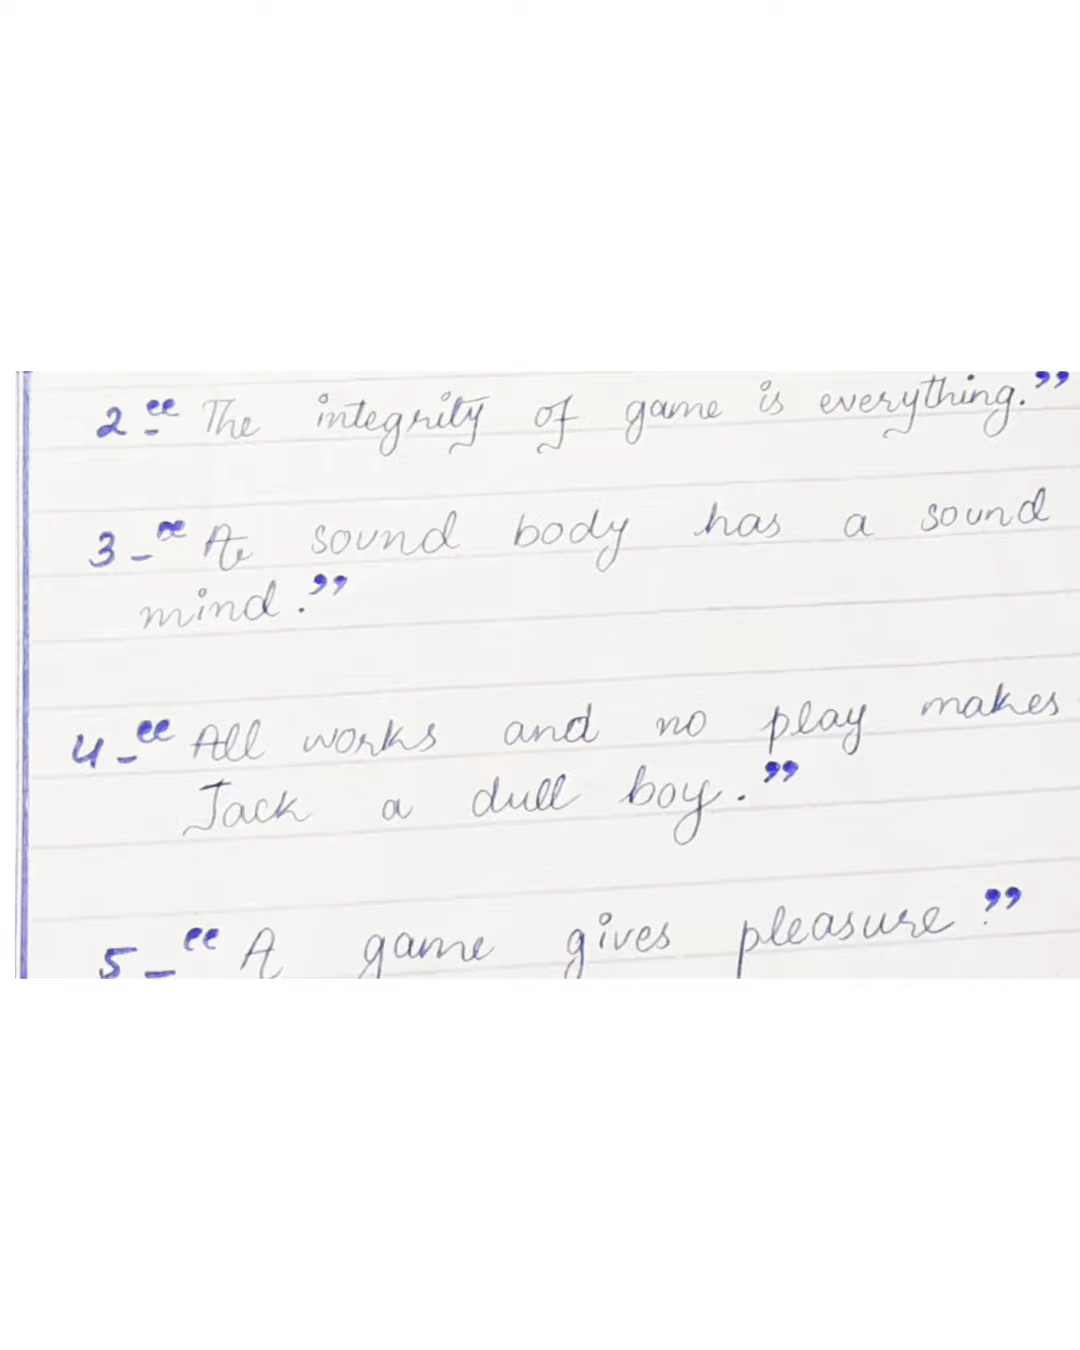 2-“The integrity of game is everything.”
3-“A sound body has a sound
mind.”
4-“All works and no play makes
Jack a dull boy.”
5-“A game gives pleasure.”